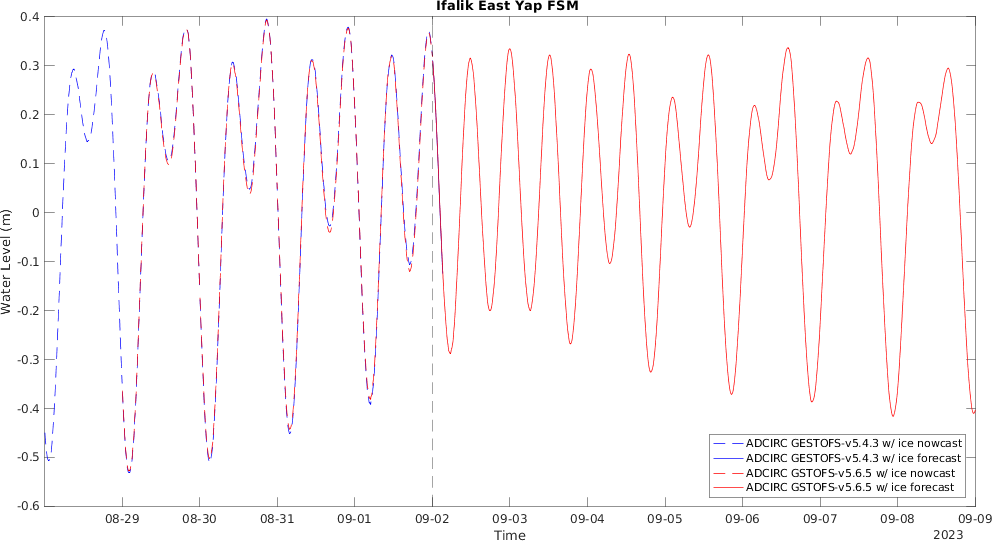 Ifalik East Yap FSM
0.4
0.3
0.2
0.1
0
-0.1
-0.2
-0.3
-0.4
-0.5
-0.6
Water Level (m)
ADCIRC GESTOFS-v5.4.3 w/ ice nowcast
ADCIRC GESTOFS-v5.4.3 w/ ice forecast
ADCIRC GSTOFS-v5.6.5 w/ ice nowcast
ADCIRC GSTOFS-v5.6.5 w/ ice forecast
08-29 08-30 08-31 09-01 09-02 09-03 09-04 09-05 09-06 09-07 09-08 09-09
Time
2023